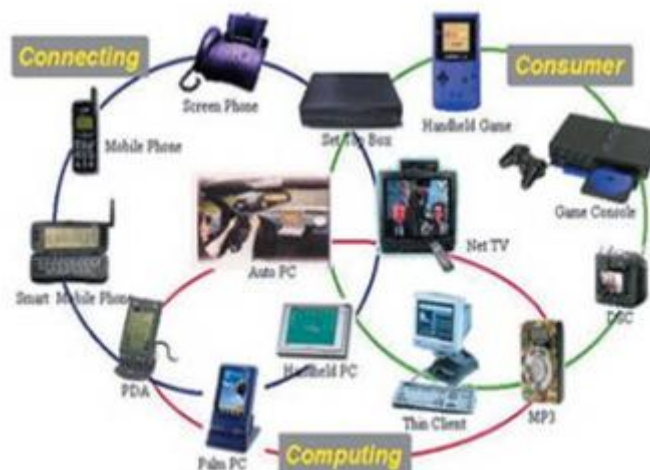 Connecting
Consumer
Screen Phone
Handheld Game
Mobile Phone
Set Top Box
Game Console
Net TV
Auto PC
Smart Mobile Phone
DSC
Handheld PC
PDA
Thin Client
MP3
Palm PC
Computing